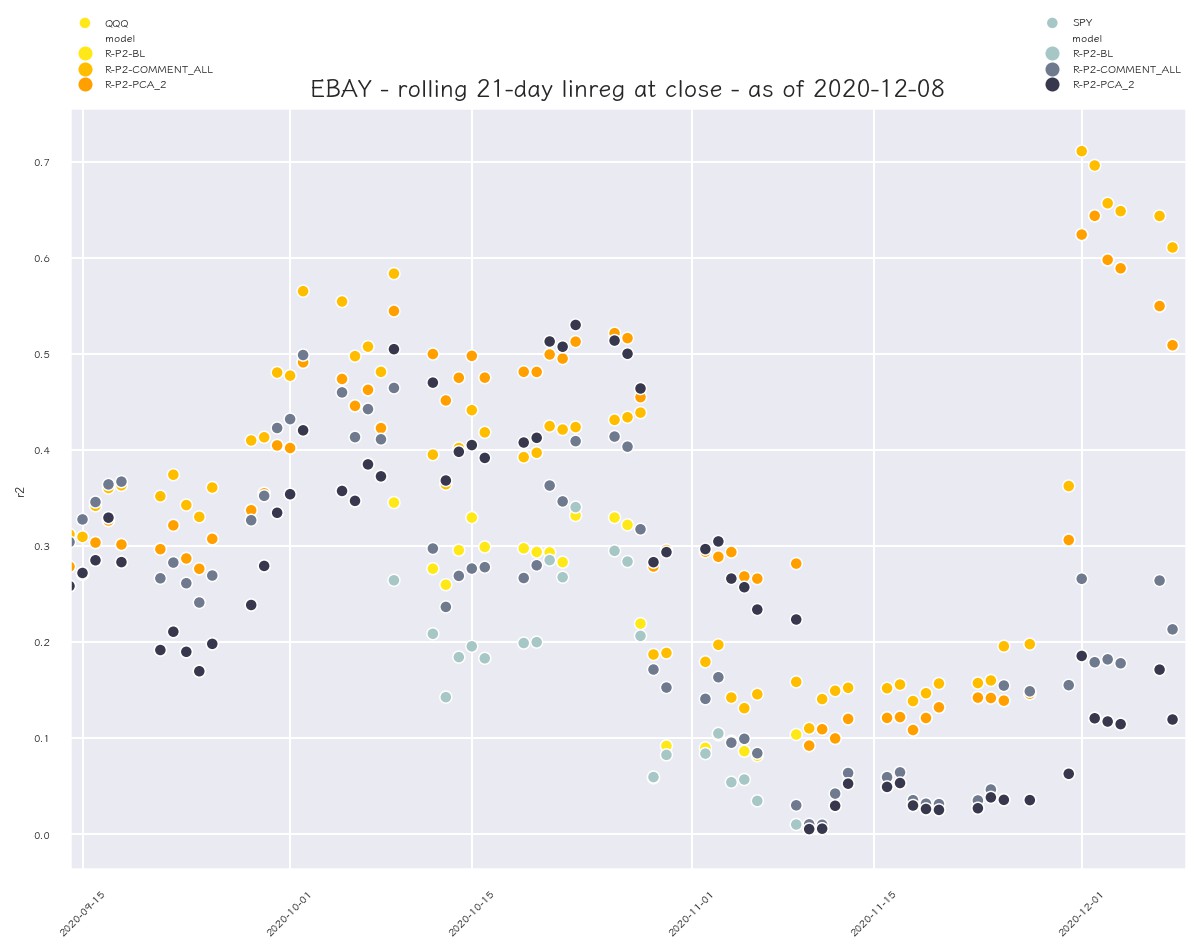 QQQ
model
R-P2-BL
R-P2-COMMENT_ALL
R-P2-PCA_2
SPY
model
R-P2-BL
R-P2-COMMENT_ALL
R-P2-PCA_2
EBAY - rolling 21-day linreg at close - as of 2020-12-08
0.7
0.6
0.5
0.4
0.3
0.2
0.1
0.0
r2
2020-09-15
2020-10-01
2020-10-15
2020-11-01
2020-11-15
2020-12-01